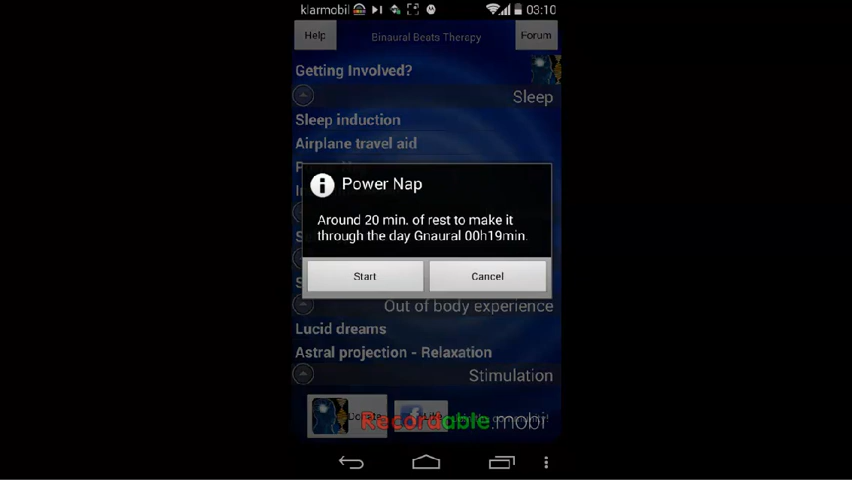 klarmobil 03:10
Help Binaural Beats Therapy Forum
Getting Involved?
Sleep
Sleep induction
Airplane travel aid
Power Nap
Around 20 min. of rest to make it
through the day Gnaural 00h19min.
Start Cancel
Out of body experience
Lucid dreams
Astral projection - Relaxation
Stimulation
Recordable.mobi